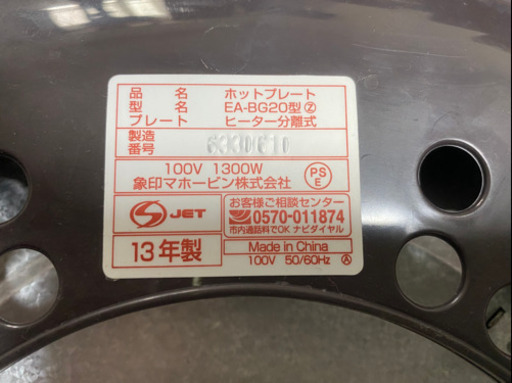 品名 ホットプレート
型名 EA-BG20型 Ⓩ
プレート ヒーター分離式
製造
番号
100V 1300W
象印マホービン株式会社
PS
E
JET
お客様ご相談センター
0570-011874
市内通話料でOK ナビダイヤル
13年製
Made in China
100V 50/60Hz Ⓐ